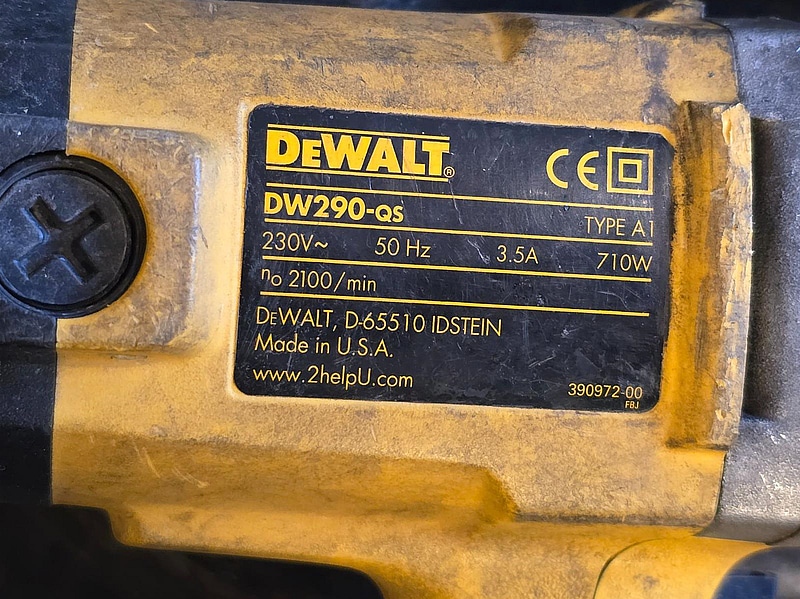 DEWALT®
CE
DW290-QS
TYPE A1
230V~ 50 Hz 3.5A 710W
n₀ 2100/min
DEWALT, D-65510 IDSTEIN
Made in U.S.A.
www.2helpU.com
390972-00
FBJ